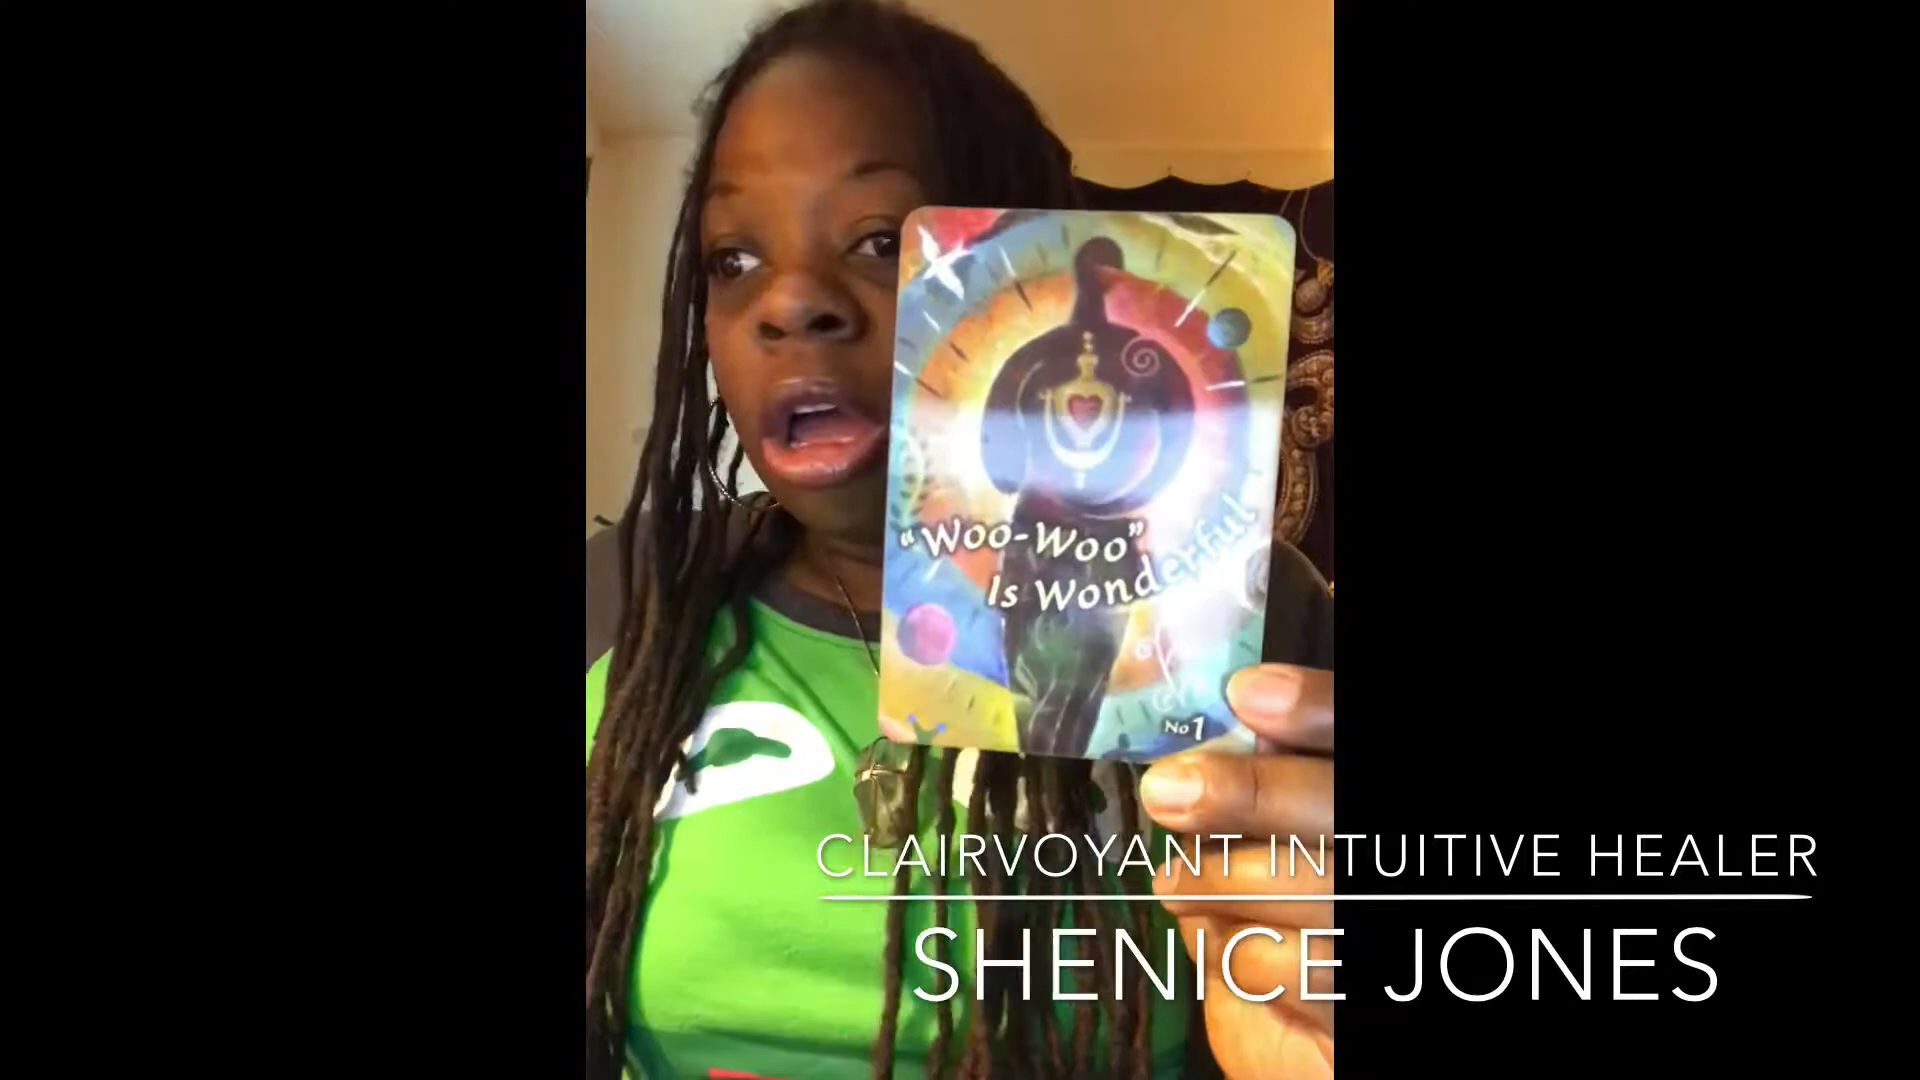 “Woo-Woo”
Is Wonderful
No 1
CLAIRVOYANT INTUITIVE HEALER
SHENICE JONES